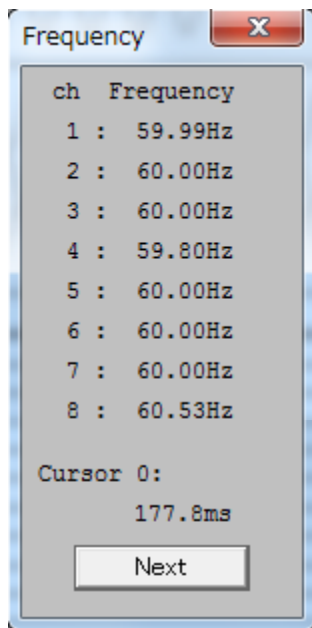 Frequency
ch Frequency
1 : 59.99Hz
2 : 60.00Hz
3 : 60.00Hz
4 : 59.80Hz
5 : 60.00Hz
6 : 60.00Hz
7 : 60.00Hz
8 : 60.53Hz
Cursor 0:
177.8ms
Next